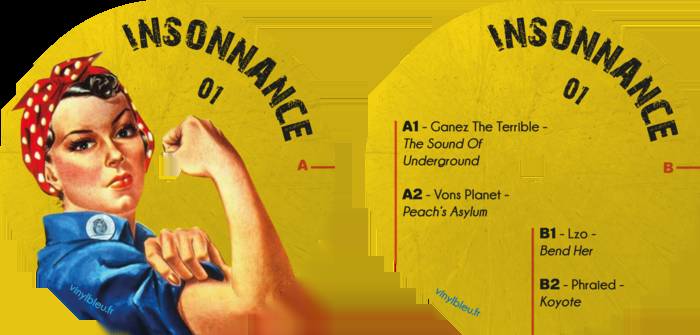 INSONNANCE
01
A
vinylbleu.fr
INSONNANCE
01
A1 - Ganez The Terrible -
The Sound Of
Underground
A2 - Vons Planet -
Peach's Asylum
B
B1 - Lzo -
Bend Her
B2 - Phraied -
Koyote
vinylbleu.fr